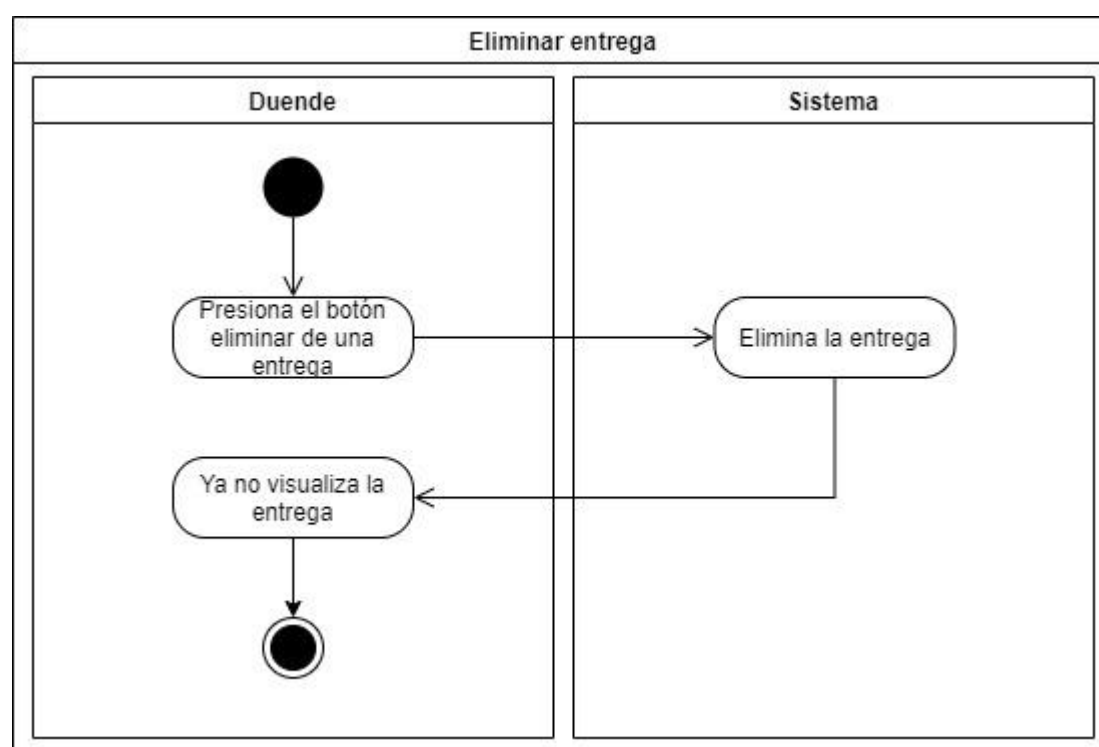 Eliminar entrega
Duende
Sistema
Presiona el botón
eliminar de una
entrega
Elimina la entrega
Ya no visualiza la
entrega